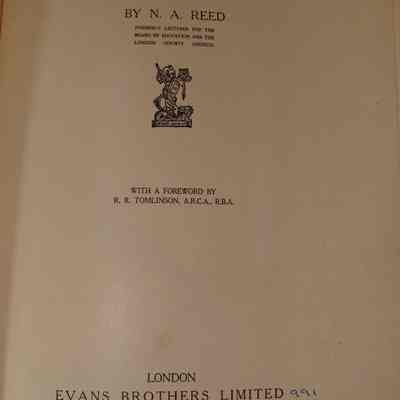 BY N. A. REED
FORMERLY LECTURER FOR THE
BOARD OF EDUCATION AND THE
LONDON COUNTY COUNCIL
WITH A FOREWORD BY
R. R. TOMLINSON, A.R.C.A., R.B.A.
LONDON
EVANS BROTHERS LIMITED 991